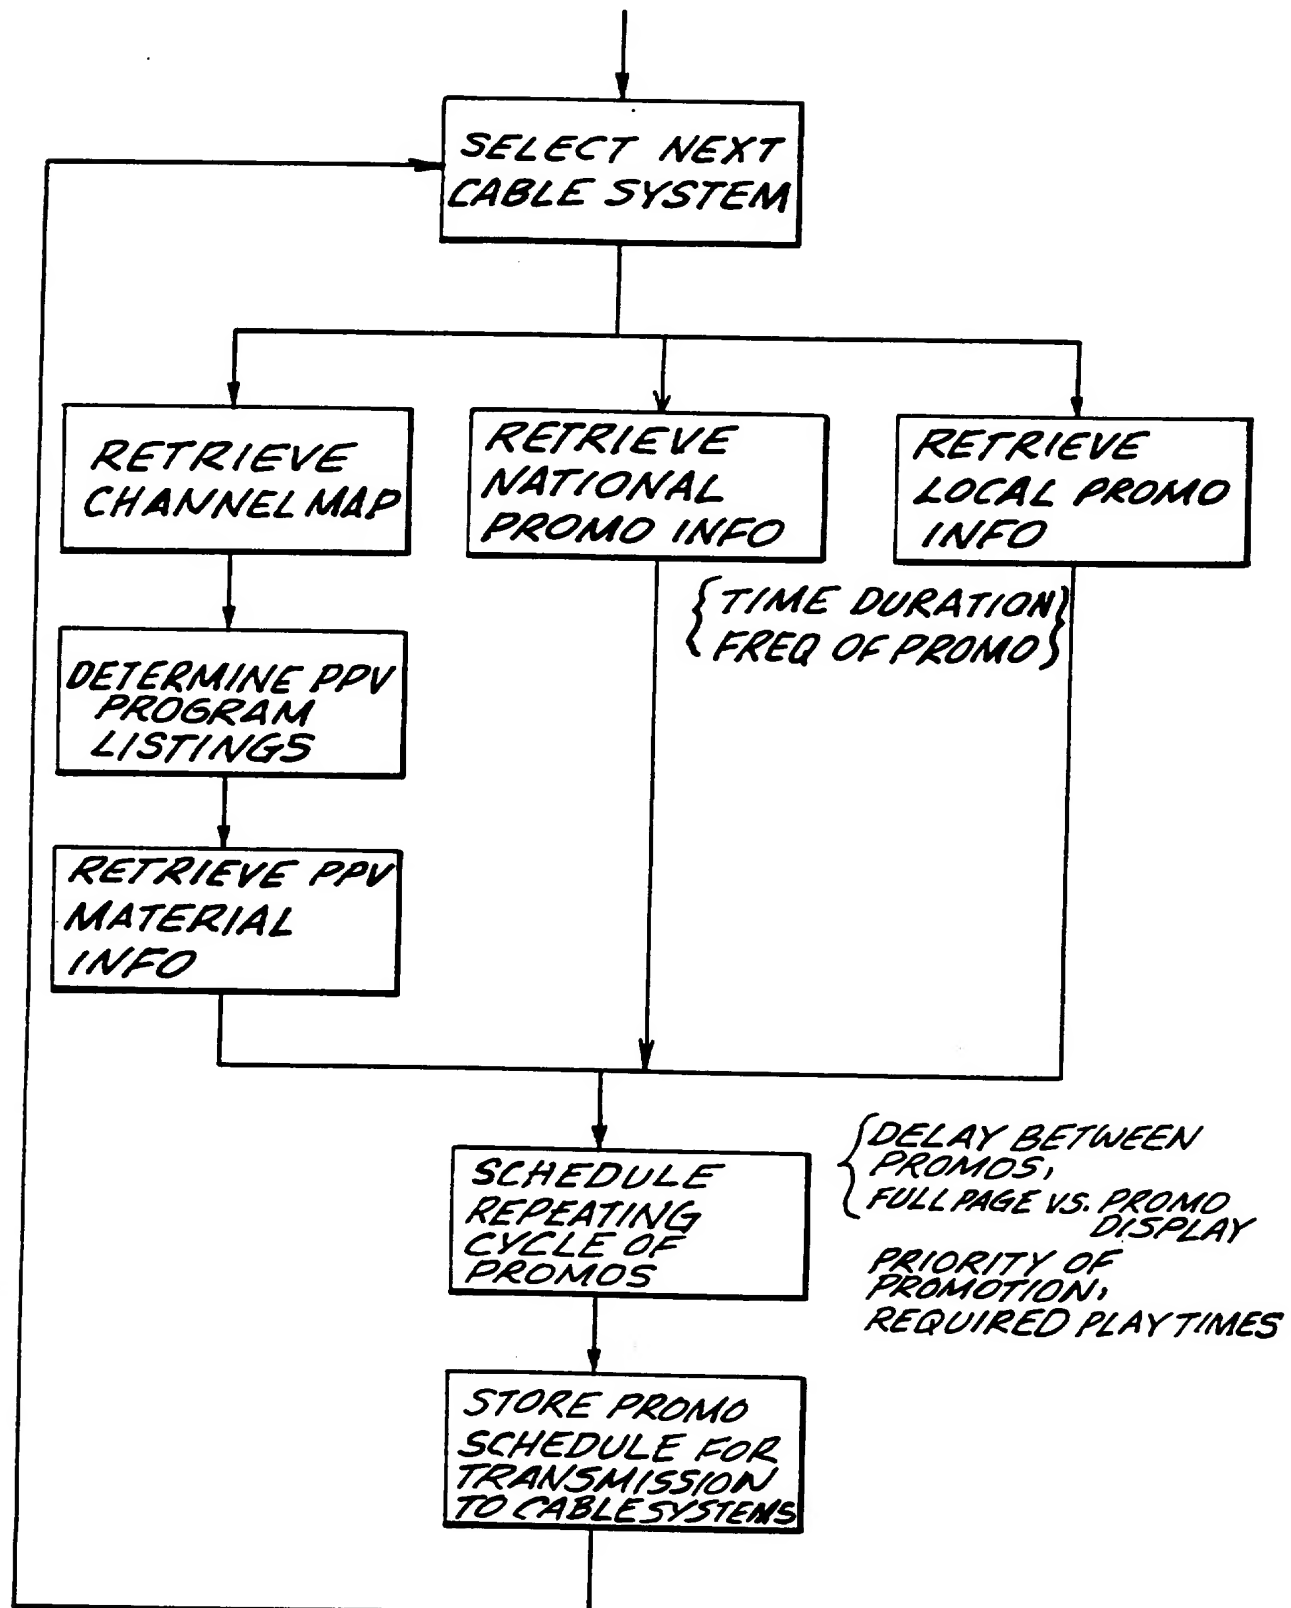 SELECT NEXT
CABLE SYSTEM
RETRIEVE
CHANNEL MAP
RETRIEVE
NATIONAL
PROMO INFO
RETRIEVE
LOCAL PROMO
INFO
{TIME DURATION}
{FREQ OF PROMO}
DETERMINE PPV
PROGRAM
LISTINGS
RETRIEVE PPV
MATERIAL
INFO
SCHEDULE
REPEATING
CYCLE OF
PROMOS
{DELAY BETWEEN
PROMOS,
FULL PAGE VS. PROMO
DISPLAY
PRIORITY OF
PROMOTION,
REQUIRED PLAY TIMES
STORE PROMO
SCHEDULE FOR
TRANSMISSION
TO CABLE SYSTEMS